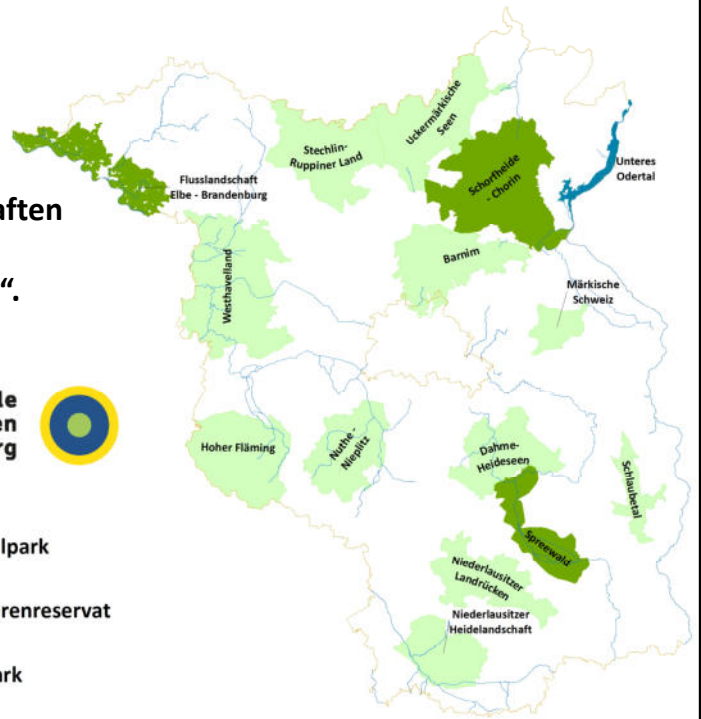 aften
“.
le
en
rg
lpark
renreservat
ark
Flusslandschaft
Elbe - Brandenburg
Stechlin-
Ruppiner Land
Uckermärkische
Seen
Schorfheide
- Chorin
Unteres
Odertal
Barnim
Westhavelland
Märkische
Schweiz
Hoher Fläming
Nuthe -
Nieplitz
Dahme-
Heideseen
Schlaubetal
Spreewald
Niederlausitzer
Landrücken
Niederlausitzer
Heidelandschaft